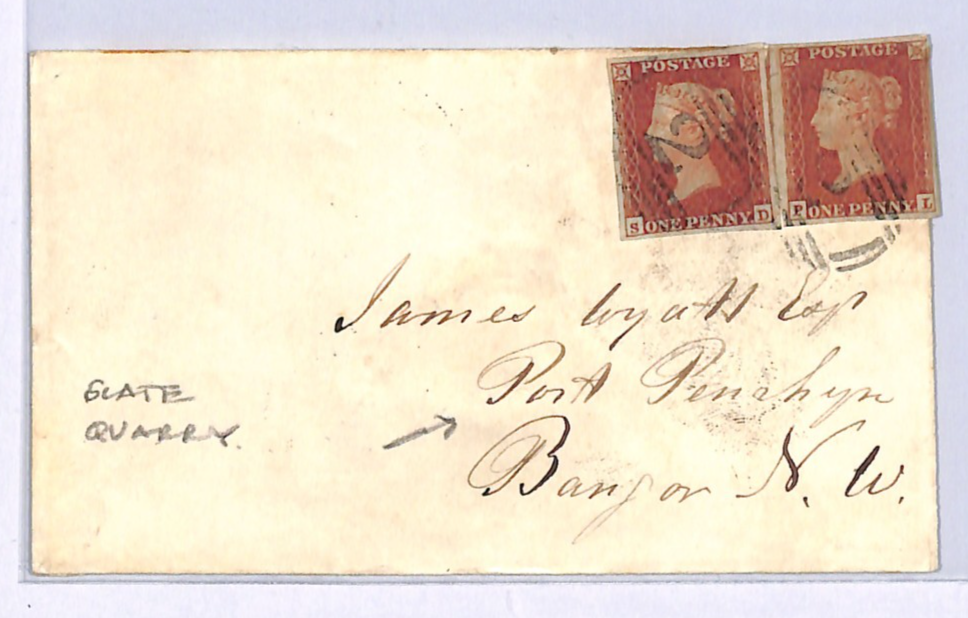 POSTAGE POSTAGE
S ONE PENNY D P ONE PENNY L
James Wyatt Esq
Port Penrhyn
Bangor N. W.
SLATE
QUARRY.